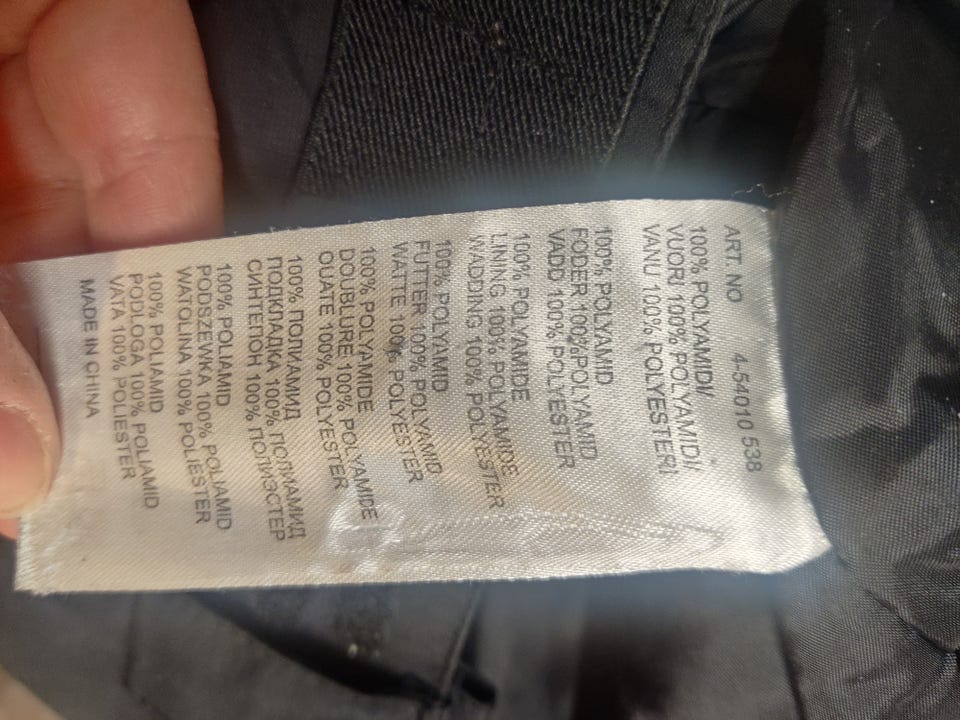 ART. NO 4-54010 538
100% POLYAMIDI/
VUORI 100% POLYAMIDI/
VANU 100% POLYESTERI
100% POLYAMID
FODER 100%POLYAMID
VADD 100% POLYESTER
100% POLYAMIDE
LINING 100% POLYAMIDE
WADDING 100% POLYESTER
100% POLYAMID
FUTTER 100% POLYAMID
WATTE 100% POLYESTER
100% POLYAMIDE
DOUBLURE 100% POLYAMIDE
OUATE 100% POLYESTER
100% ПОЛИАМИД
ПОДКЛАДКА 100% ПОЛИАМИД
СИНТЕПОН 100% ПОЛИЭСТЕР
100% POLIAMID
PODSZEWKA 100% POLIAMID
WATOLINA 100% POLIESTER
100% POLIAMID
PODLOGA 100% POLIAMID
VATA 100% POLIESTER
MADE IN CHINA